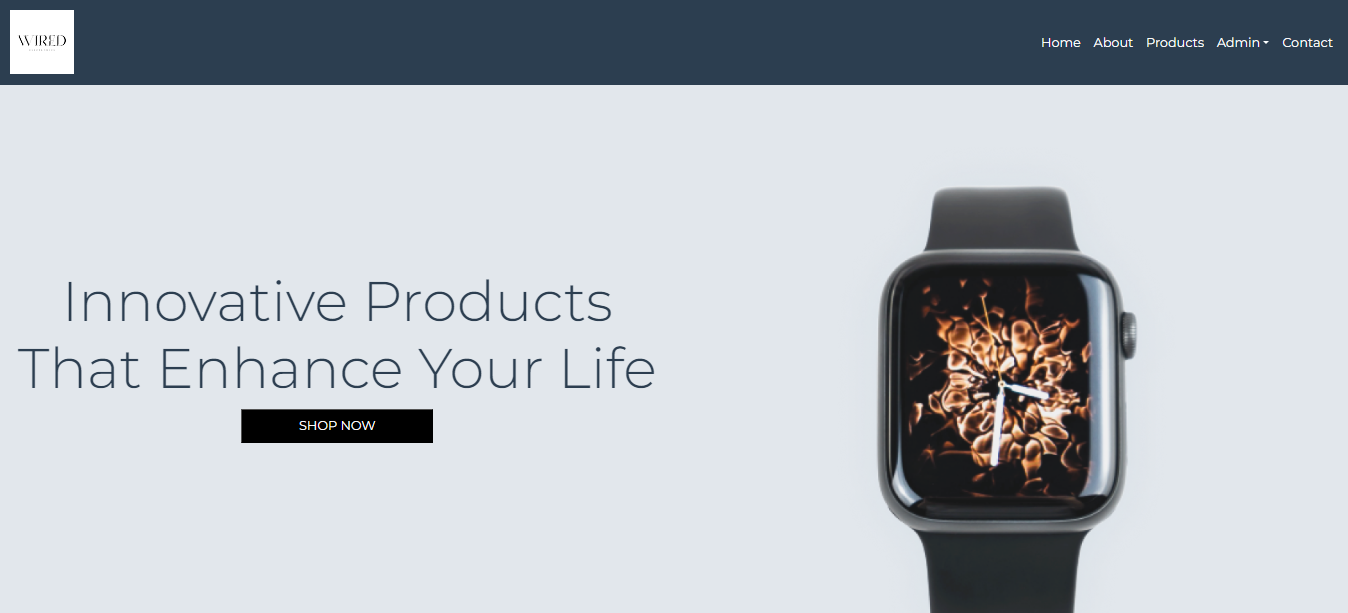 WIRED
Home About Products Admin Contact
Innovative Products
That Enhance Your Life
SHOP NOW